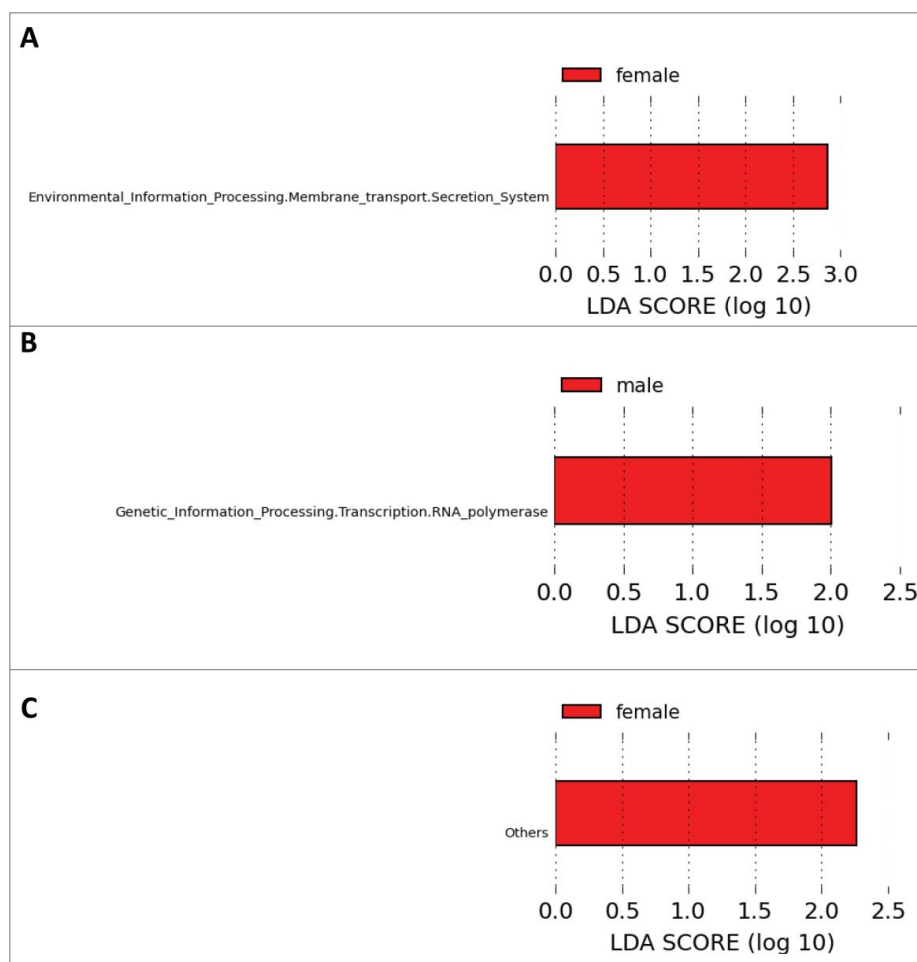 A
female
Environmental_Information_Processing.Membrane_transport.Secretion_System
0.0 0.5 1.0 1.5 2.0 2.5 3.0
LDA SCORE (log 10)
B
male
Genetic_Information_Processing.Transcription.RNA_polymerase
0.0 0.5 1.0 1.5 2.0 2.5
LDA SCORE (log 10)
C
female
Others
0.0 0.5 1.0 1.5 2.0 2.5
LDA SCORE (log 10)